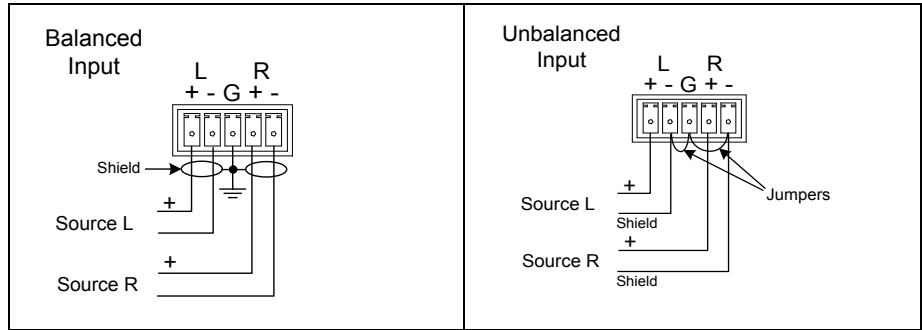 Balanced
Input
L R
+ - G + -
Shield
+
Source L
+
Source R
Unbalanced
Input
L R
+ - G + -
Jumpers
+
Source L
Shield
+
Source R
Shield